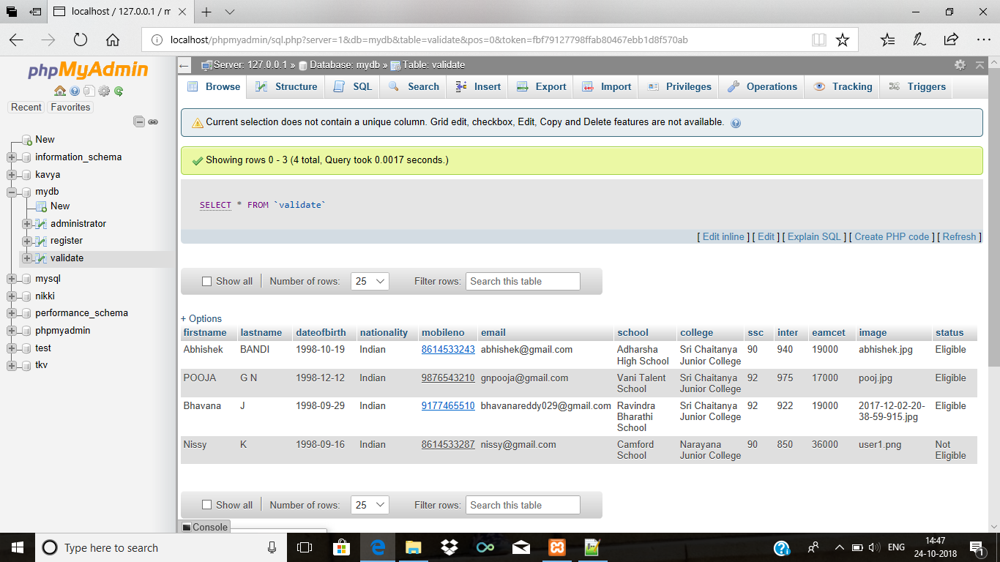 localhost / 127.0.0.1 / m
localhost/phpmyadmin/sql.php?server=1&db=mydb&table=validate&pos=0&token=fbf79127798ffab80467ebb1d8f570ab
phpMyAdmin
Recent Favorites
New
information_schema
kavya
mydb
New
administrator
register
validate
mysql
nikki
performance_schema
phpmyadmin
test
tkv
Server: 127.0.0.1 » Database: mydb » Table: validate
Browse Structure SQL Search Insert Export Import Privileges Operations Tracking Triggers
Current selection does not contain a unique column. Grid edit, checkbox, Edit, Copy and Delete features are not available.
Showing rows 0 - 3 (4 total, Query took 0.0017 seconds.)
SELECT * FROM `validate`
[ Edit inline ] [ Edit ] [ Explain SQL ] [ Create PHP code ] [ Refresh ]
Show all Number of rows: 25 Filter rows: Search this table
+ Options
firstname lastname dateofbirth nationality mobileno email school college ssc inter eamcet image status
Abhishek BANDI 1998-10-19 Indian 8614533243 abhishek@gmail.com Adharsha Sri Chaitanya 90 940 19000 abhishek.jpg Eligible
High School Junior College
POOJA G N 1998-12-12 Indian 9876543210 gnpooja@gmail.com Vani Talent Sri Chaitanya 92 975 17000 pooj.jpg Eligible
School Junior College
Bhavana J 1998-09-29 Indian 9177465510 bhavanareddy029@gmail.com Ravindra Sri Chaitanya 92 922 19000 2017-12-02-20- Eligible
Bharathi Junior College 38-59-915.jpg
School
Nissy K 1998-09-16 Indian 8614533287 nissy@gmail.com Camford Narayana 90 850 36000 user1.png Not
School Junior College Eligible
Show all Number of rows: 25 Filter rows: Search this table
Console
Type here to search
ENG
14:47
24-10-2018
1